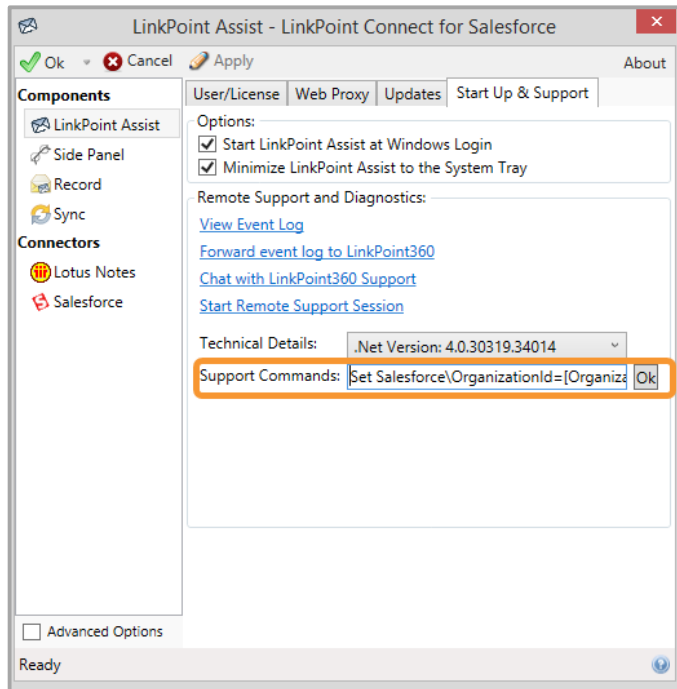 LinkPoint Assist - LinkPoint Connect for Salesforce
Ok Cancel Apply About
Components
LinkPoint Assist
Side Panel
Record
Sync
Connectors
Lotus Notes
Salesforce
User/License Web Proxy Updates Start Up & Support
Options:
Start LinkPoint Assist at Windows Login
Minimize LinkPoint Assist to the System Tray
Remote Support and Diagnostics:
View Event Log
Forward event log to LinkPoint360
Chat with LinkPoint360 Support
Start Remote Support Session
Technical Details: .Net Version: 4.0.30319.34014
Support Commands: Set Salesforce\OrganizationId=[Organiza Ok
Advanced Options
Ready